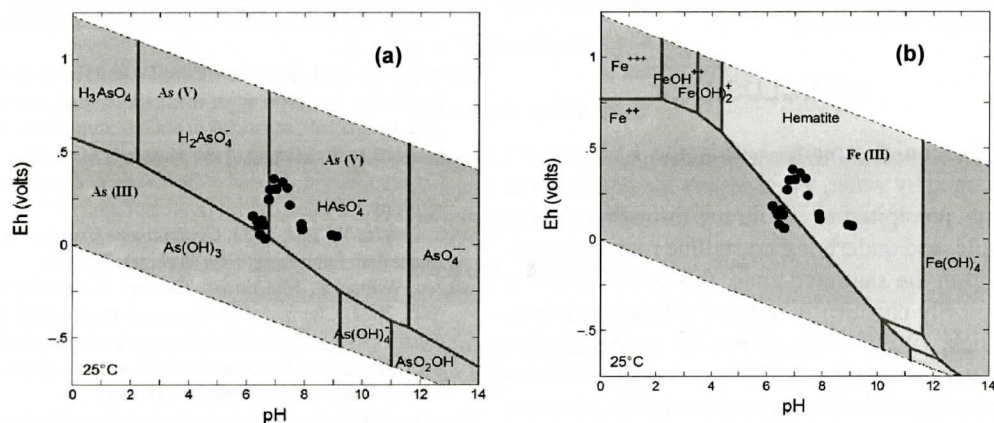 (a)
H₃AsO₄
As (V)
H₂AsO₄⁻
As (V)
As (III)
HAsO₄⁻⁻
As(OH)₃
AsO₄⁻⁻⁻
As(OH)₄⁻
AsO₂OH
25°C
Eh (volts)
1
.5
0
-.5
0 2 4 6 8 10 12 14
pH
(b)
Fe⁺⁺⁺
FeOH⁺⁺
Fe(OH)₂⁺
Fe⁺⁺
Hematite
Fe (III)
Fe(OH)₄⁻
25°C
Eh (volts)
1
.5
0
-.5
0 2 4 6 8 10 12 14
pH